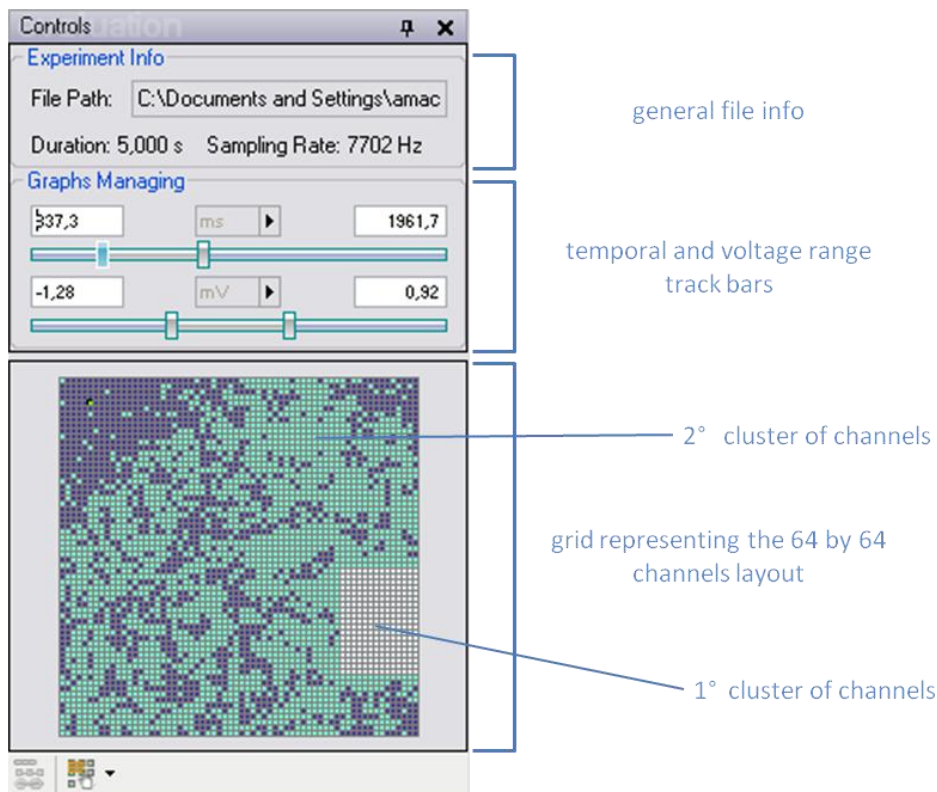 Controls
Experiment Info
File Path: C:\Documents and Settings\amac
Duration: 5,000 s Sampling Rate: 7702 Hz
Graphs Managing
337,3 ms 1961,7
-1,28 mV 0,92
general file info
temporal and voltage range
track bars
2° cluster of channels
grid representing the 64 by 64
channels layout
1° cluster of channels